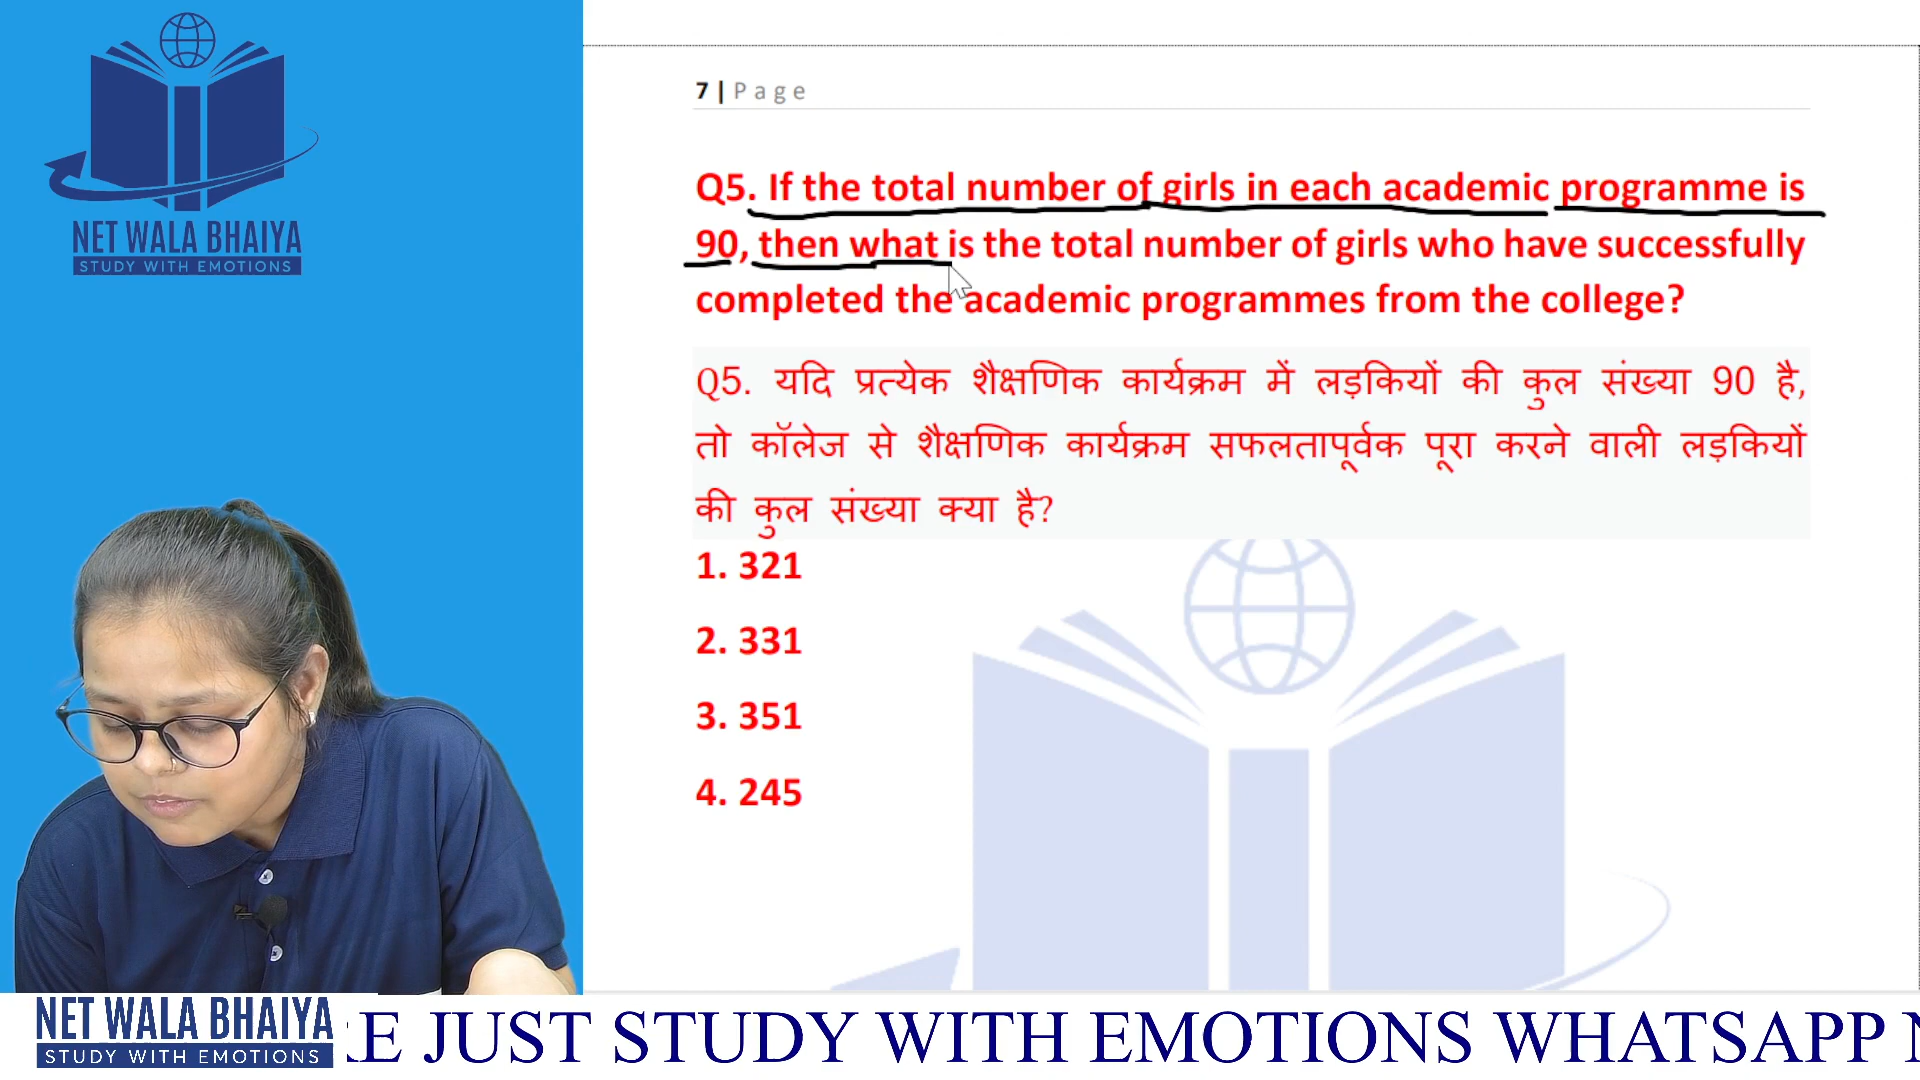 NET WALA BHAIYA
STUDY WITH EMOTIONS
7 | Page
Q5. If the total number of girls in each academic programme is
90, then what is the total number of girls who have successfully
completed the academic programmes from the college?
Q5. यदि प्रत्येक शैक्षणिक कार्यक्रम में लड़कियों की कुल संख्या 90 है,
तो कॉलेज से शैक्षणिक कार्यक्रम सफलतापूर्वक पूरा करने वाली लड़कियों
की कुल संख्या क्या है?
1. 321
2. 331
3. 351
4. 245
NET WALA BHAIYA
STUDY WITH EMOTIONS
E JUST STUDY WITH EMOTIONS WHATSAPP